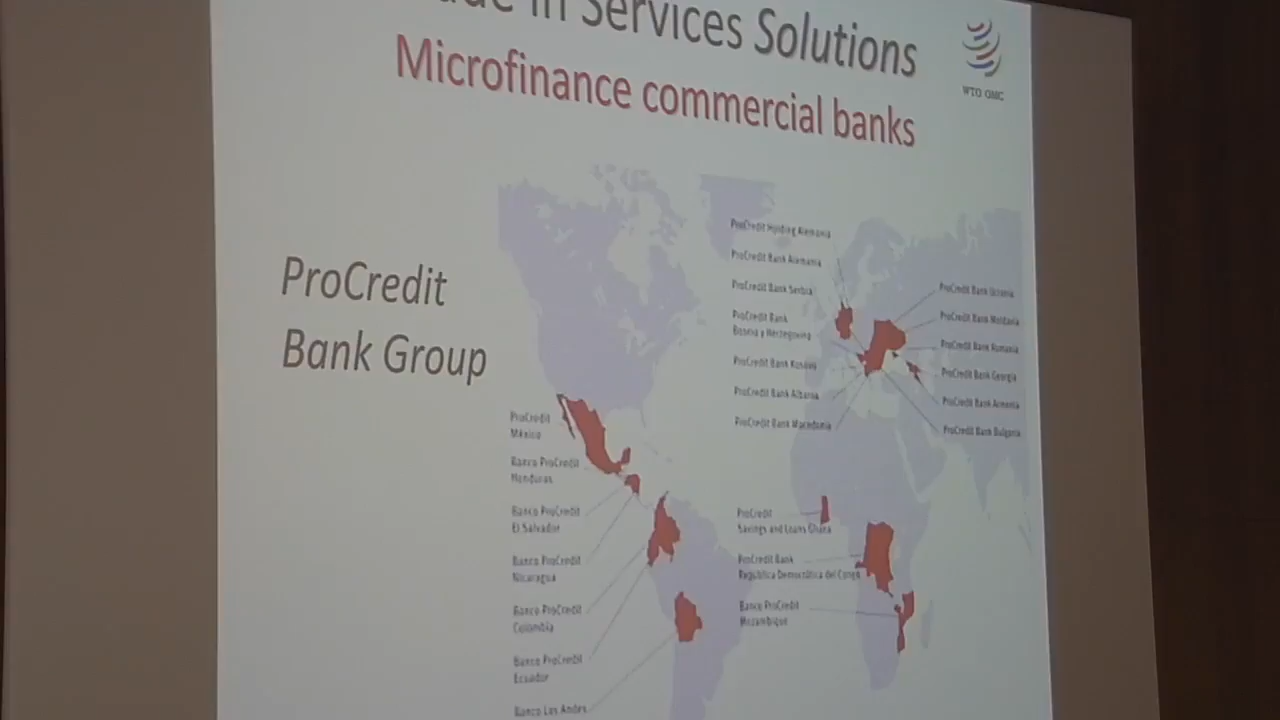 in Services Solutions
WTO OMC
Microfinance commercial banks
ProCredit
Bank Group
ProCredit Holding Alemania
ProCredit Bank Alemania
ProCredit Bank Serbia
ProCredit Bank
Bosnia y Herzegovina
ProCredit Bank Kosovo
ProCredit Bank Albania
ProCredit Bank Macedonia
ProCredit Bank Ucrania
ProCredit Bank Moldavia
ProCredit Bank Rumania
ProCredit Bank Georgia
ProCredit Bank Armenia
ProCredit Bank Bulgaria
ProCredit
México
Banco ProCredit
Honduras
Banco ProCredit
El Salvador
Banco ProCredit
Nicaragua
Banco ProCredit
Colombia
Banco ProCredit
Ecuador
Banco Los Andes
ProCredit
Savings and Loans Ghana
ProCredit Bank
República Democrática del Congo
Banco ProCredit
Mozambique